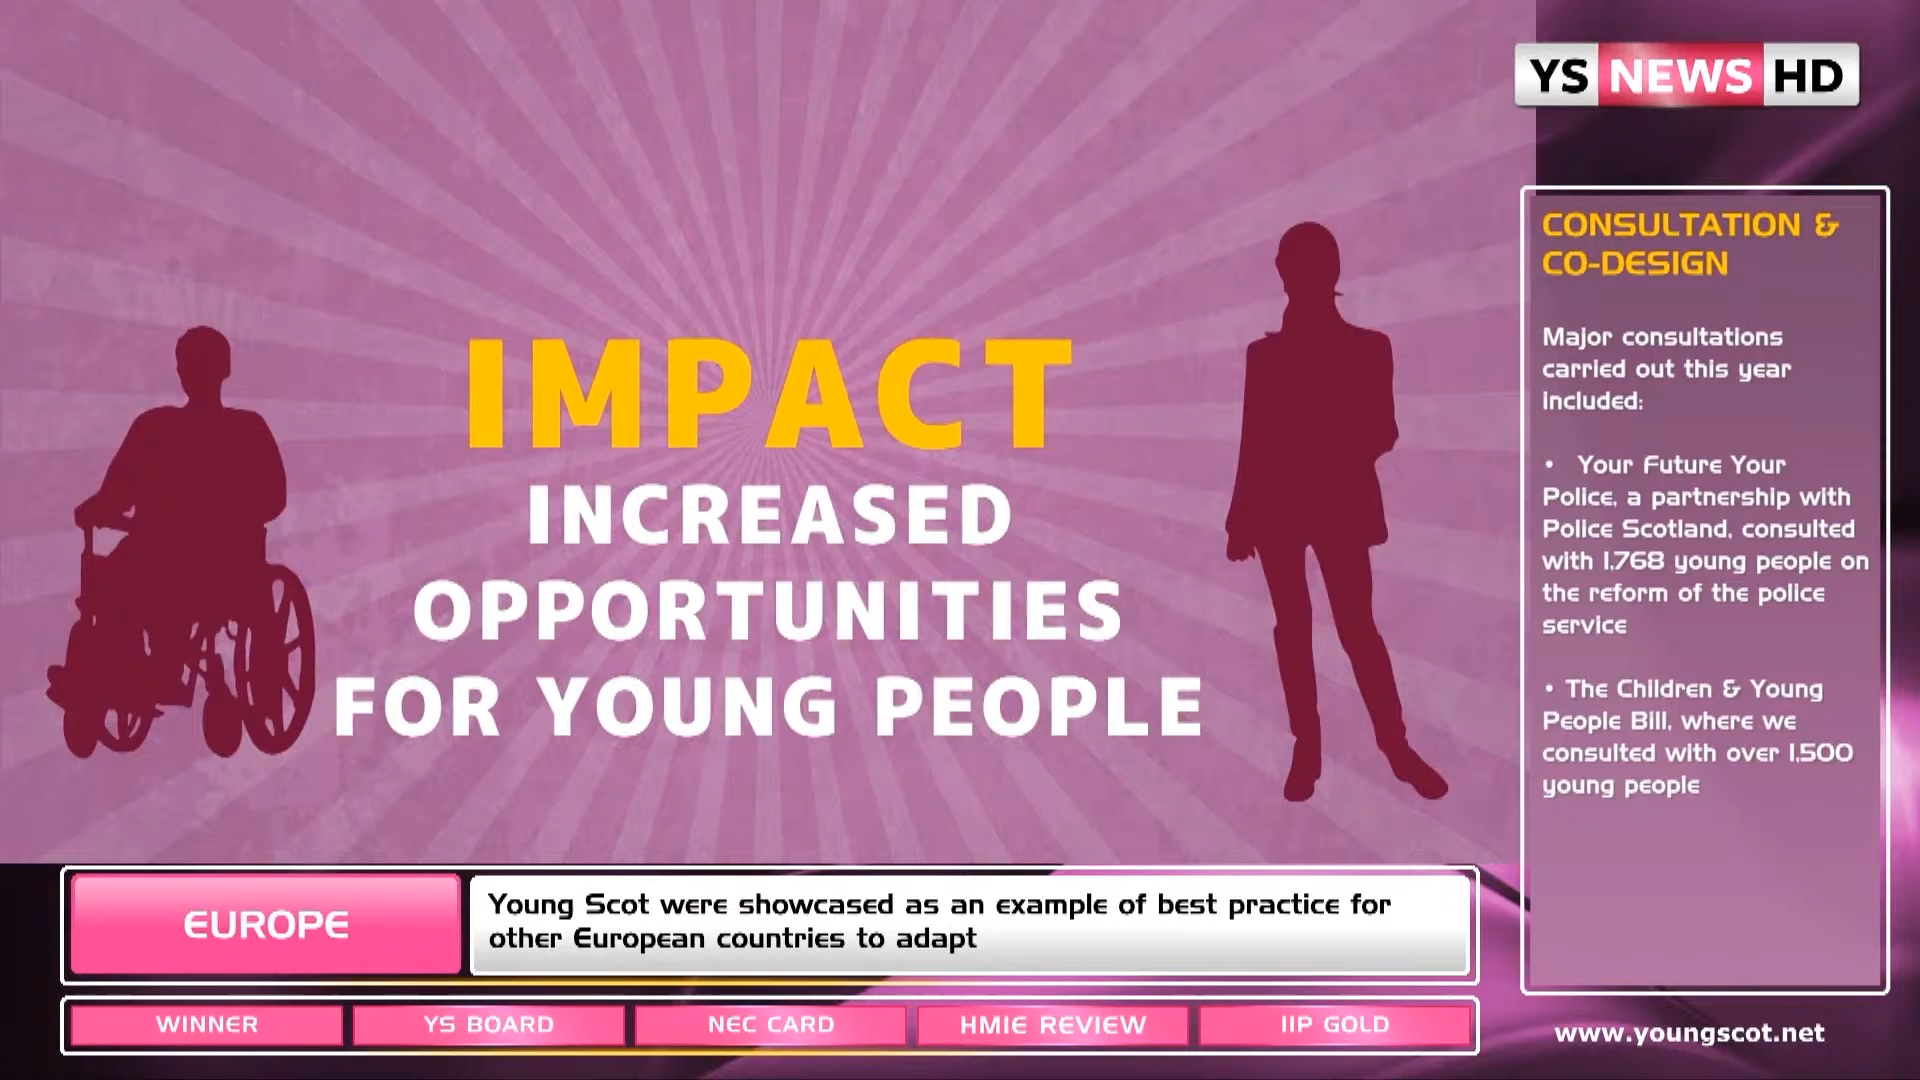 YS NEWS HD
IMPACT
INCREASED
OPPORTUNITIES
FOR YOUNG PEOPLE
CONSULTATION &
CO-DESIGN
Major consultations
carried out this year
included:
• Your Future Your
Police, a partnership with
Police Scotland, consulted
with 1,768 young people on
the reform of the police
service
• The Children & Young
People Bill, where we
consulted with over 1,500
young people
EUROPE
Young Scot were showcased as an example of best practice for
other European countries to adapt
WINNER
YS BOARD
NEC CARD
HMIE REVIEW
IIP GOLD
www.youngscot.net